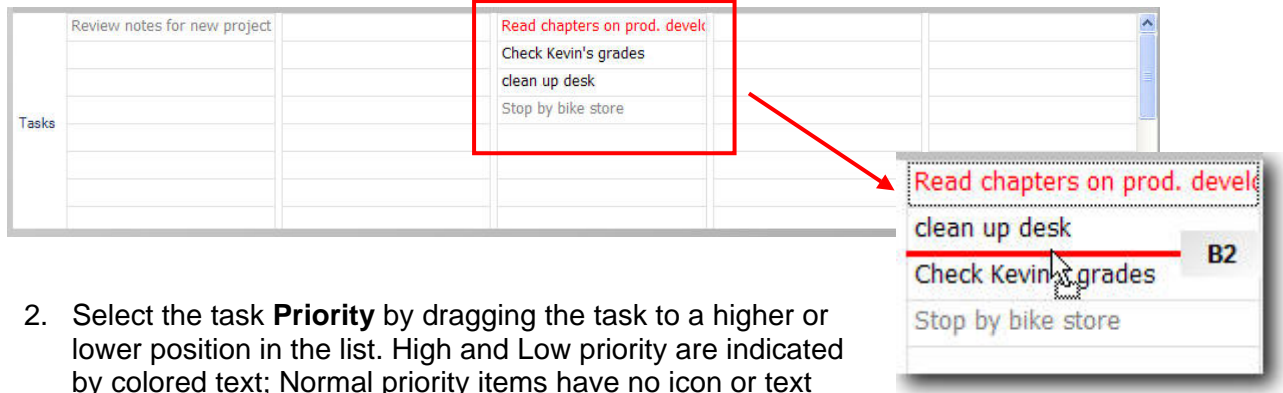 Review notes for new project
Read chapters on prod. develo
Check Kevin's grades
clean up desk
Stop by bike store
Tasks
Read chapters on prod. develo
clean up desk
B2
Check Kevin's grades
Stop by bike store
2. Select the task Priority by dragging the task to a higher or
lower position in the list. High and Low priority are indicated
by colored text; Normal priority items have no icon or text